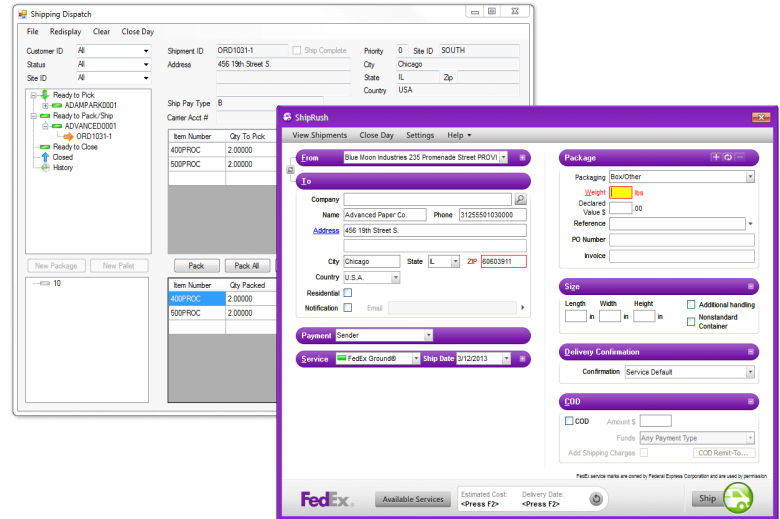 Shipping Dispatch
File Redisplay Clear Close Day
Customer ID All
Status All
Site ID All
Shipment ID ORD1031-1 Ship Complete
Address 456 19th Street S.
Priority 0 Site ID SOUTH
City Chicago
State IL Zip
Country USA
Ship Pay Type B
Carrier Acct #
Ready to Pick
ADAMPARK0001
Ready to Pack/Ship
ADVANCED0001
ORD1031-1
Ready to Close
Closed
History
Item Number Qty To Pick
400PROC 2.00000
500PROC 2.00000
New Package New Pallet Pack Pack All
10
Item Number Qty Packed
400PROC 2.00000
500PROC 2.00000
ShipRush
View Shipments Close Day Settings Help
From Blue Moon Industries 235 Promenade Street PROVI
To
Company
Name Advanced Paper Co. Phone 31255501030000
Address 456 19th Street S.
City Chicago State IL ZIP 60603911
Country U.S.A.
Residential
Notification Email
Payment Sender
Service FedEx Ground® Ship Date 3/12/2013
Package
Packaging Box/Other
Weight lbs
Declared
Value $ .00
Reference
PO Number
Invoice
Size
Length Width Height
in in in
Additional handling
Nonstandard
Container
Delivery Confirmation
Confirmation Service Default
COD
COD Amount $
Funds Any Payment Type
Add Shipping Charges COD Remit-To...
FedEx service marks are owned by Federal Express Corporation and are used by permission.
FedEx. Available Services
Estimated Cost:
<Press F2>
Delivery Date:
<Press F2>
Ship